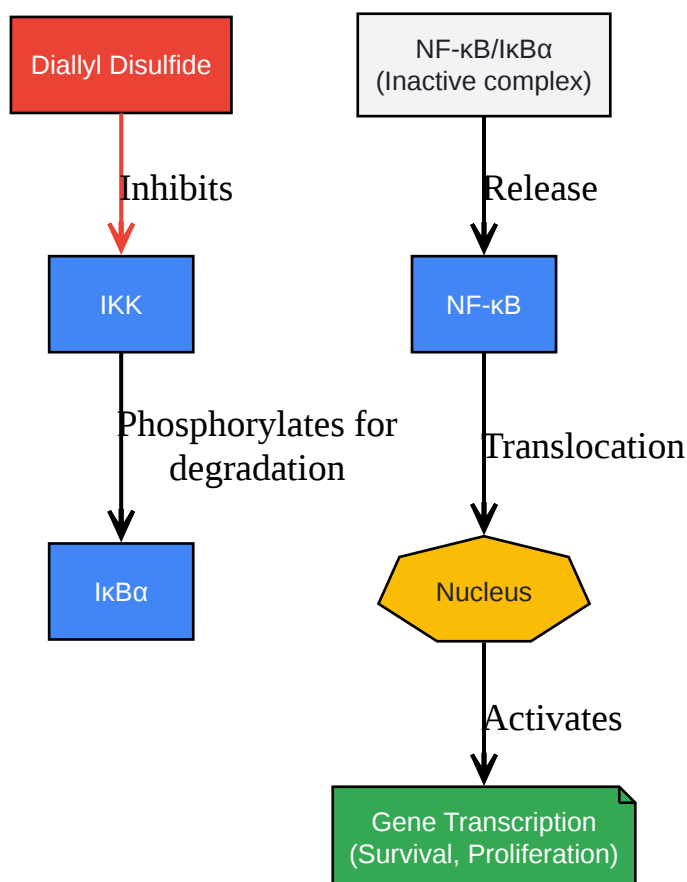 Diallyl Disulfide
Inhibits
IKK
Phosphorylates for
degradation
IκBα
NF-κB/IκBα
(Inactive complex)
Release
NF-κB
Translocation
Nucleus
Activates
Gene Transcription
(Survival, Proliferation)